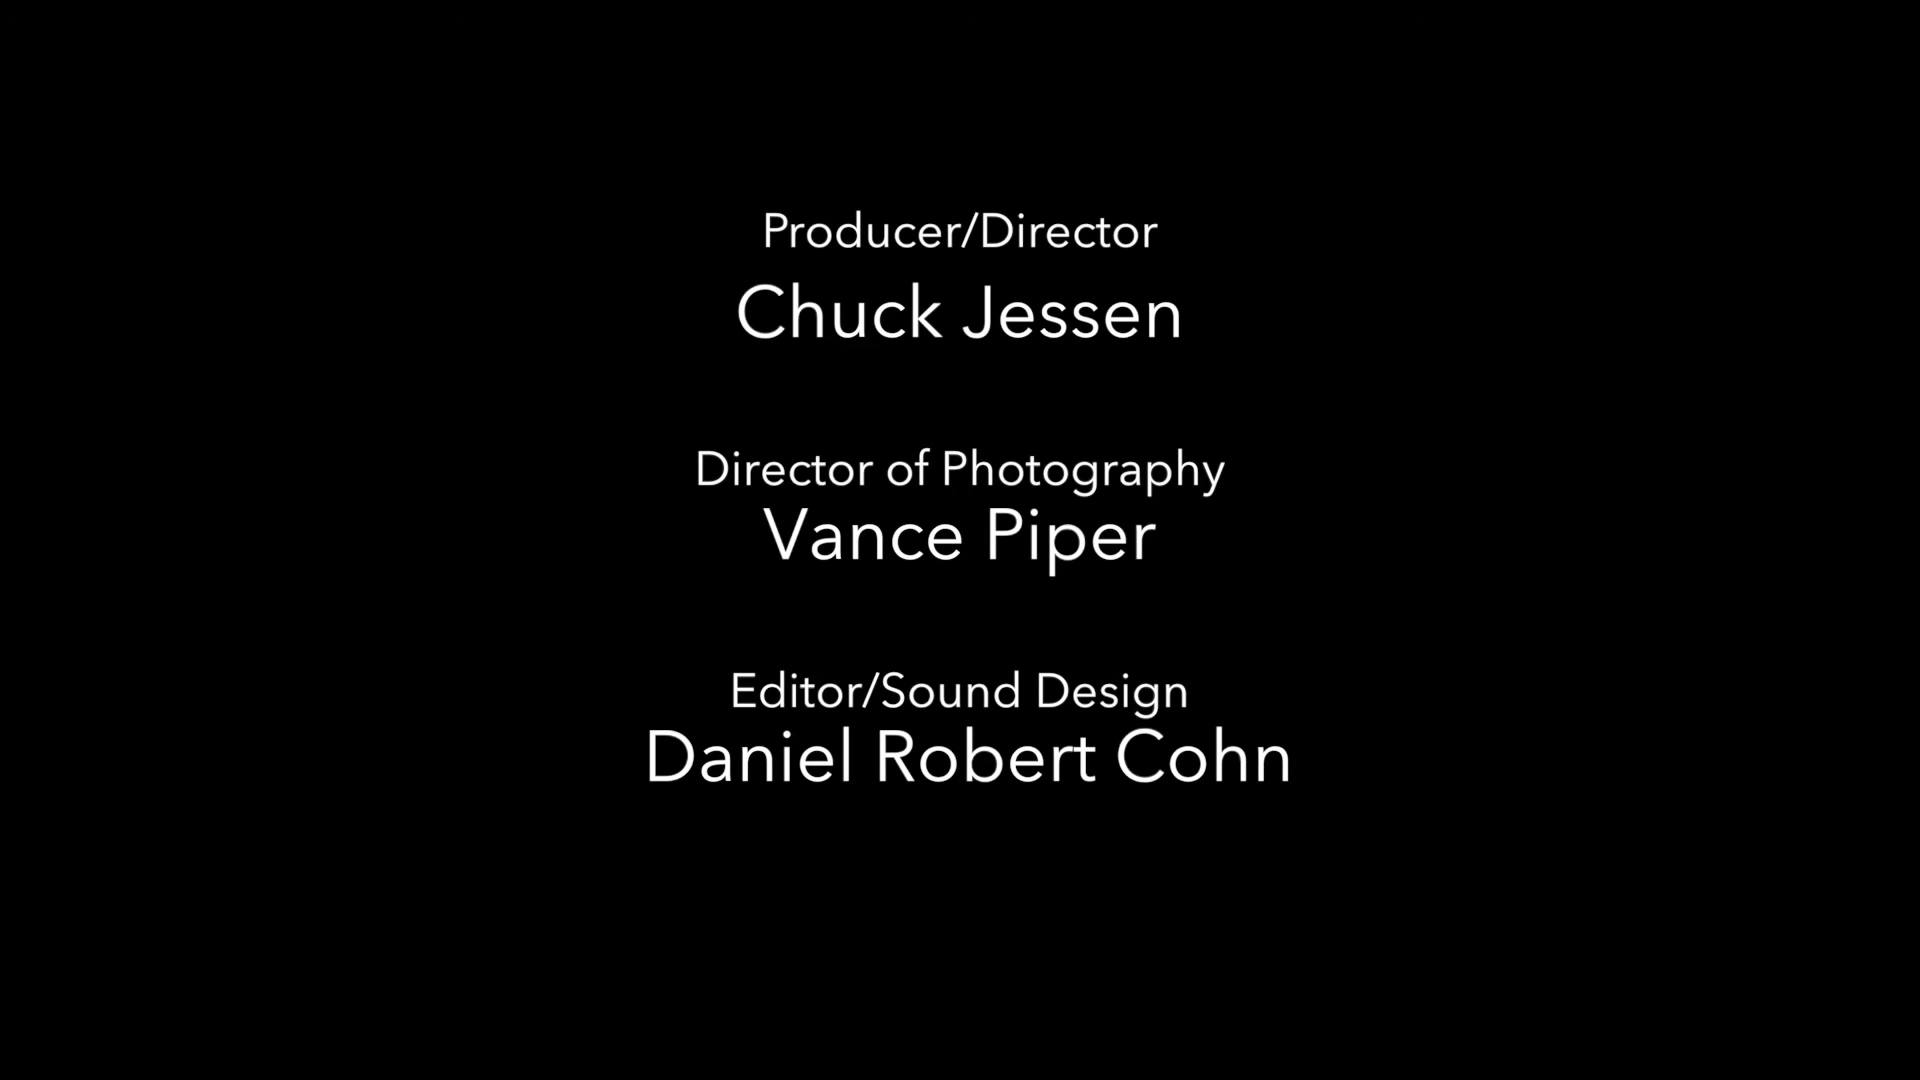 Producer/Director
Chuck Jessen
Director of Photography
Vance Piper
Editor/Sound Design
Daniel Robert Cohn